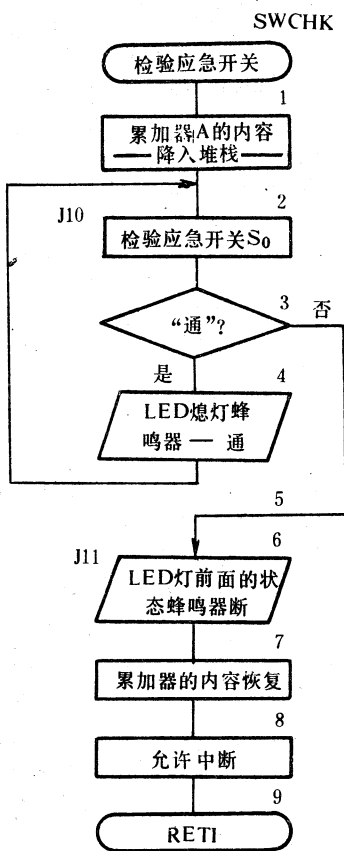 SWCHK
检验应急开关
1
累加器A的内容
降入堆栈
J10
2
检验应急开关S₀
3
“通”?
否
是
4
LED熄灯蜂
鸣器 — 通
5
6
J11
LED灯前面的状
态蜂鸣器断
7
累加器的内容恢复
8
允许中断
9
RETI